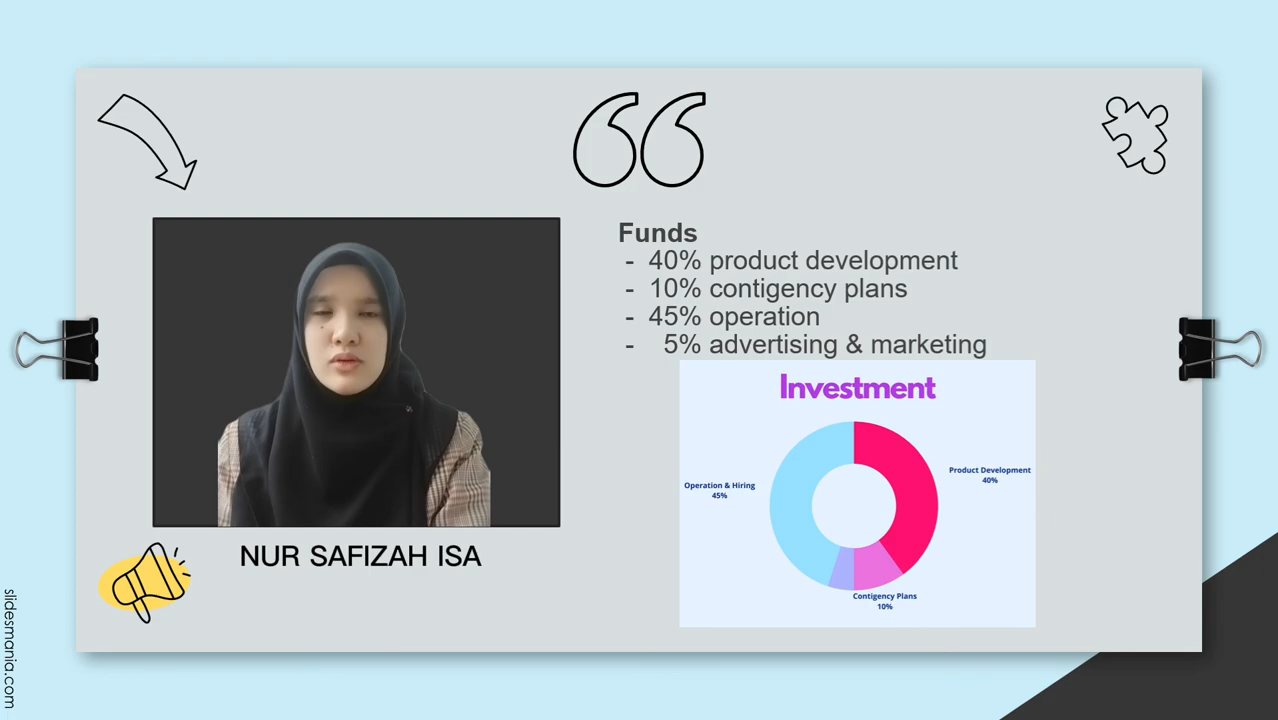 Funds
- 40% product development
- 10% contigency plans
- 45% operation
- 5% advertising & marketing
Investment
Product Development
40%
Operation & Hiring
45%
Contigency Plans
10%
NUR SAFIZAH ISA
slidesmania.com